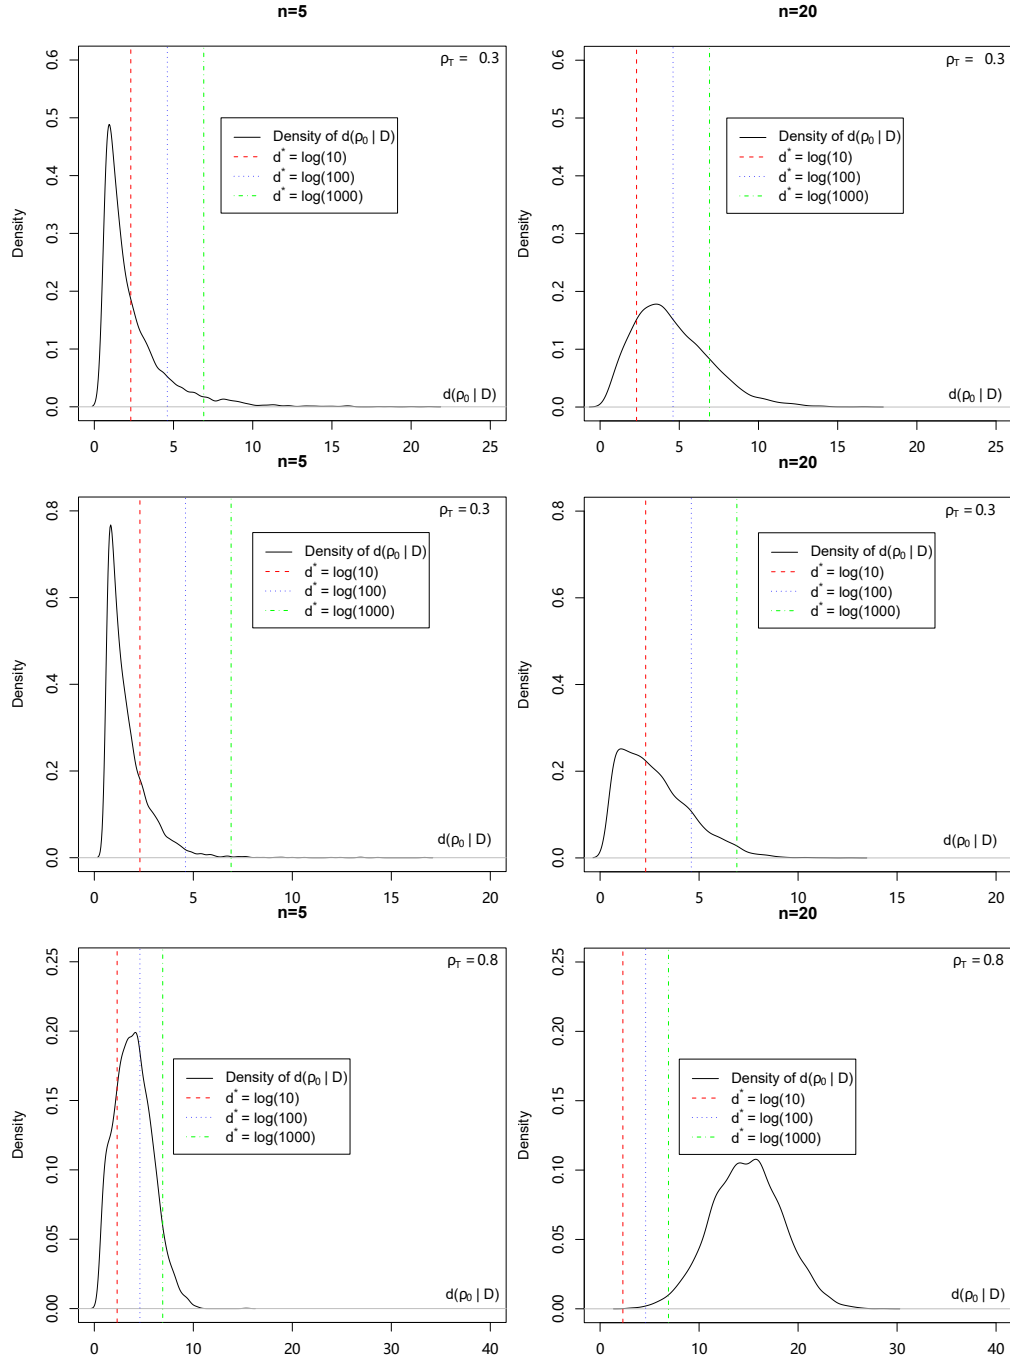 n=5
n=20
ρT = 0.3
0.6
0.5
0.4
0.3
0.2
0.1
0.0
Density
Density of d(ρ0 | D)
d* = log(10)
d* = log(100)
d* = log(1000)
d(ρ0 | D)
0 5 10 15 20 25
ρT = 0.3
0.6
0.5
0.4
0.3
0.2
0.1
0.0
Density
Density of d(ρ0 | D)
d* = log(10)
d* = log(100)
d* = log(1000)
d(ρ0 | D)
0 5 10 15 20 25
n=5
n=20
ρT = 0.3
0.8
0.6
0.4
0.2
0.0
Density
Density of d(ρ0 | D)
d* = log(10)
d* = log(100)
d* = log(1000)
d(ρ0 | D)
0 5 10 15 20
ρT = 0.3
0.8
0.6
0.4
0.2
0.0
Density
Density of d(ρ0 | D)
d* = log(10)
d* = log(100)
d* = log(1000)
d(ρ0 | D)
0 5 10 15 20
n=5
n=20
ρT = 0.8
0.25
0.20
0.15
0.10
0.05
0.00
Density
Density of d(ρ0 | D)
d* = log(10)
d* = log(100)
d* = log(1000)
d(ρ0 | D)
0 10 20 30 40
ρT = 0.8
0.25
0.20
0.15
0.10
0.05
0.00
Density
Density of d(ρ0 | D)
d* = log(10)
d* = log(100)
d* = log(1000)
d(ρ0 | D)
0 10 20 30 40